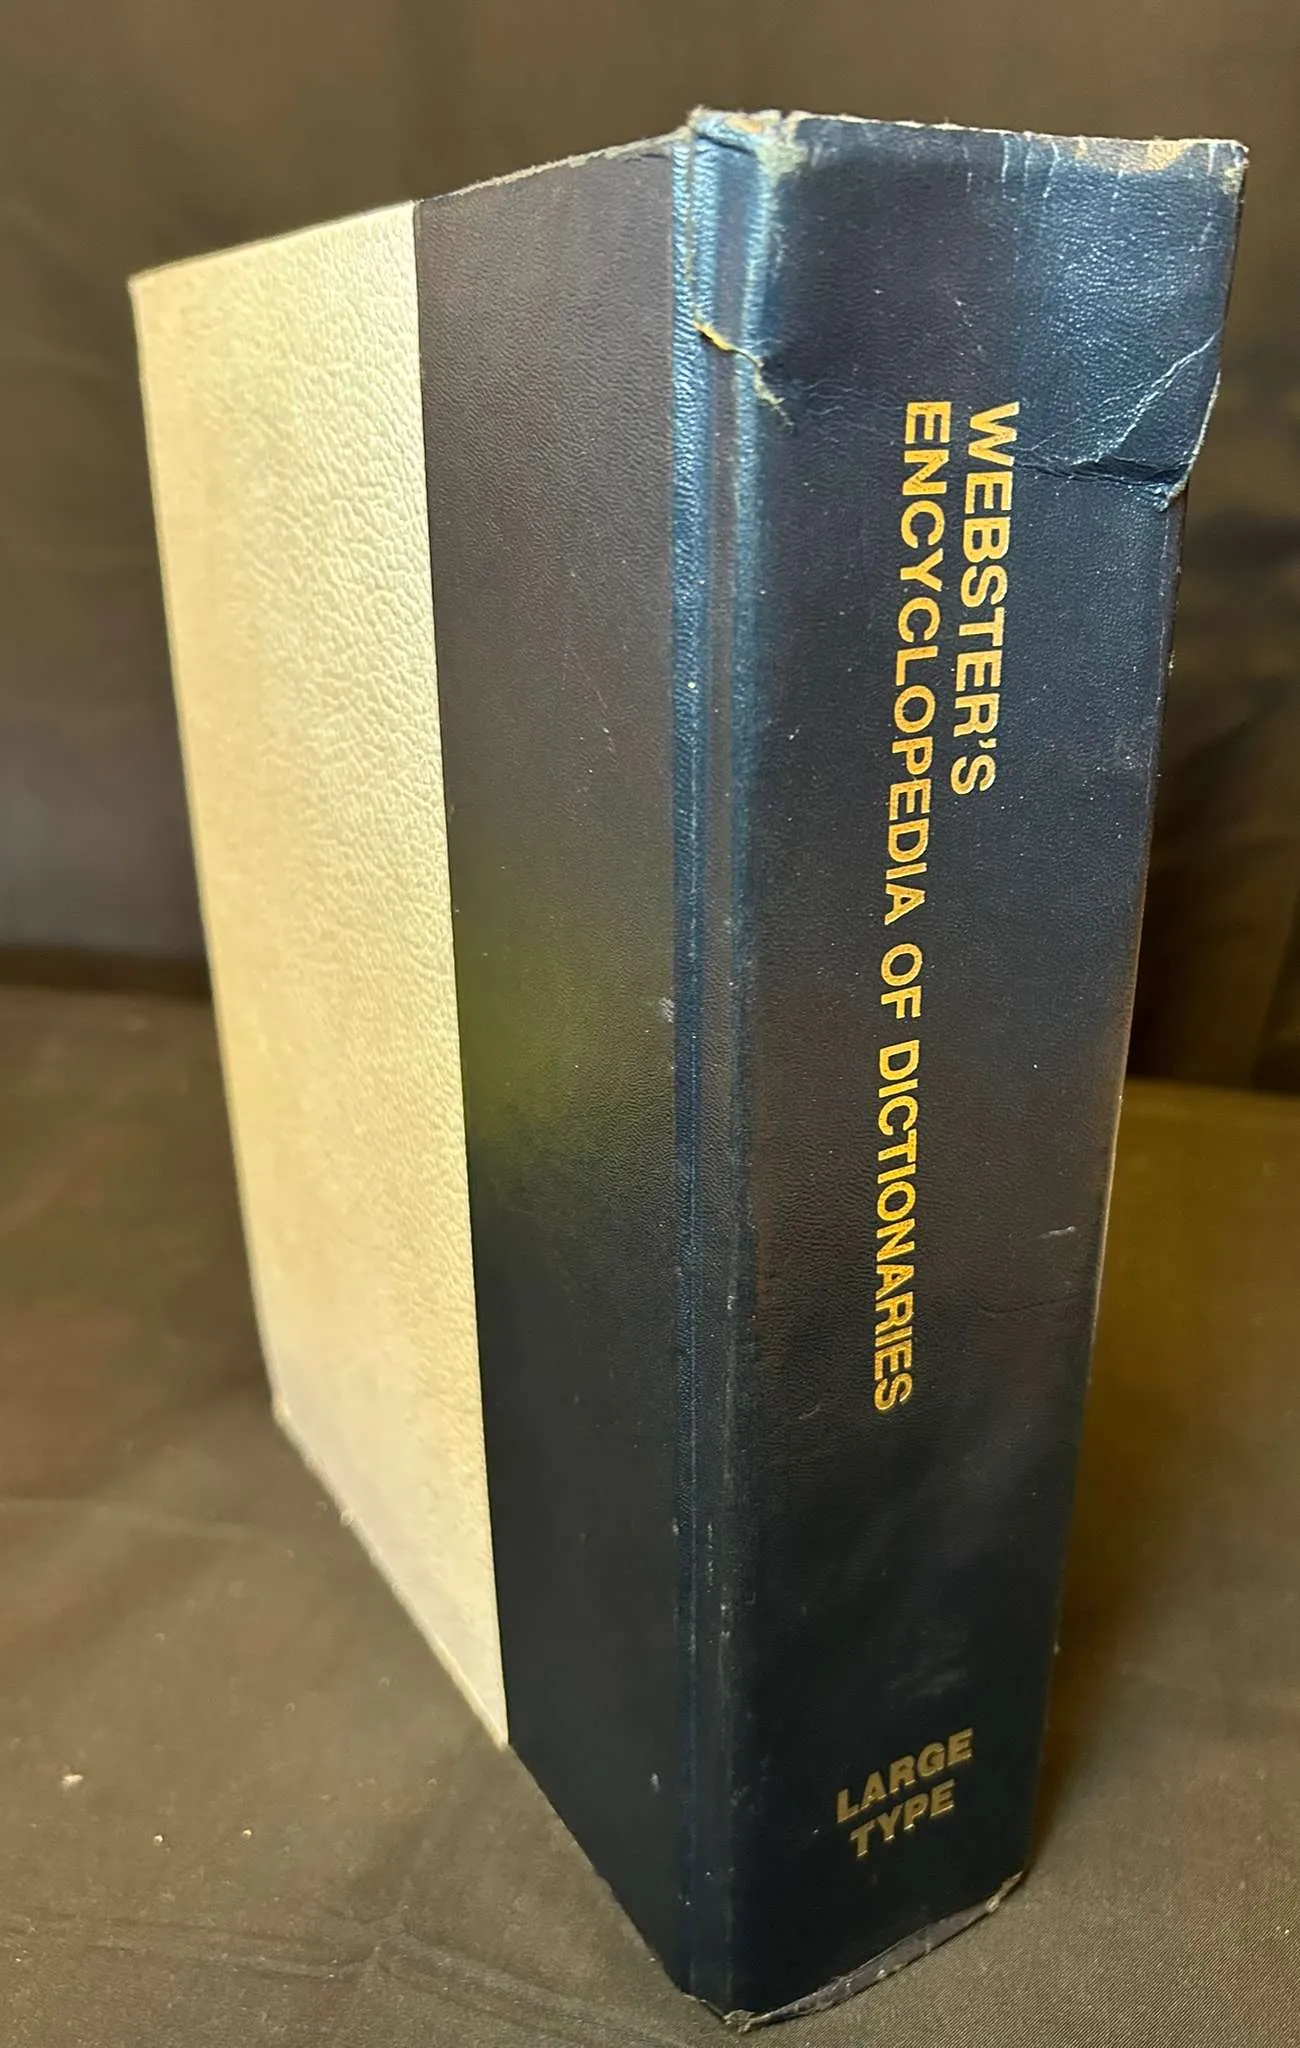 WEBSTER'S
ENCYCLOPEDIA OF DICTIONARIES
LARGE
TYPE